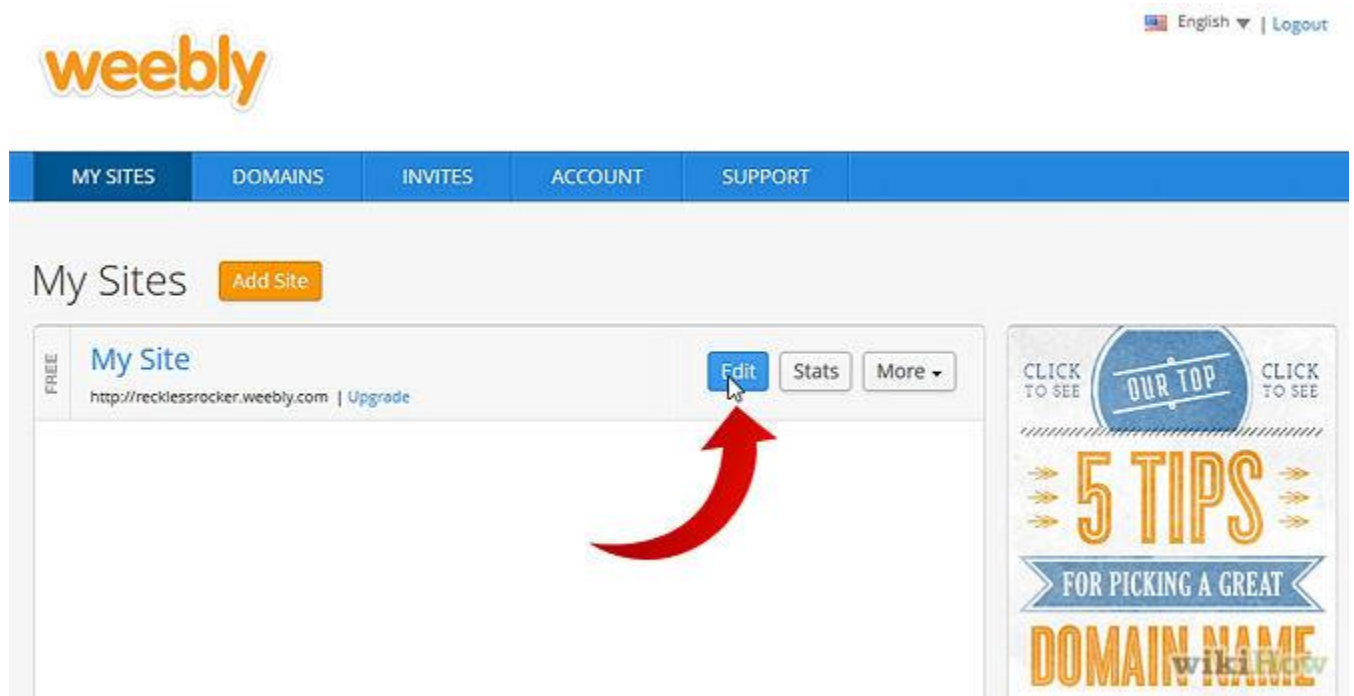 English | Logout
weebly
MY SITES DOMAINS INVITES ACCOUNT SUPPORT
My Sites Add Site
FREE
My Site
http://recklessrocker.weebly.com | Upgrade
Edit Stats More
CLICK TO SEE
OUR TOP
CLICK TO SEE
5 TIPS
FOR PICKING A GREAT
DOMAIN NAME
wikiHow